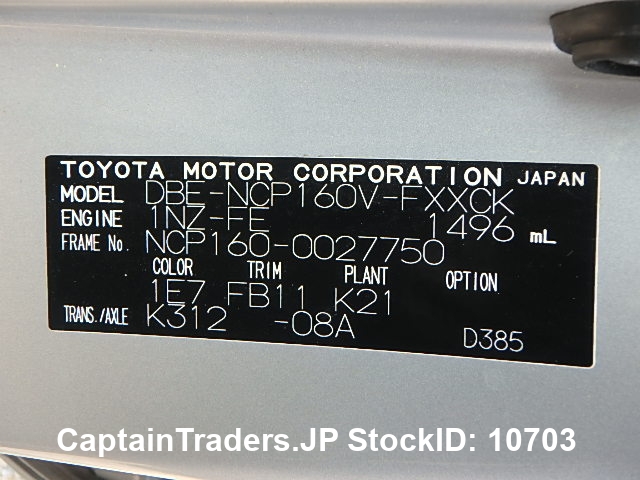 TOYOTA MOTOR CORPORATION JAPAN
MODEL DBE-NCP160V-FXXCK
ENGINE 1NZ-FE 1496 mL
FRAME No. NCP160-0027750
COLOR TRIM PLANT OPTION
1E7 FB11 K21
TRANS./AXLE K312 -08A
D385
CaptainTraders.JP StockID: 10703